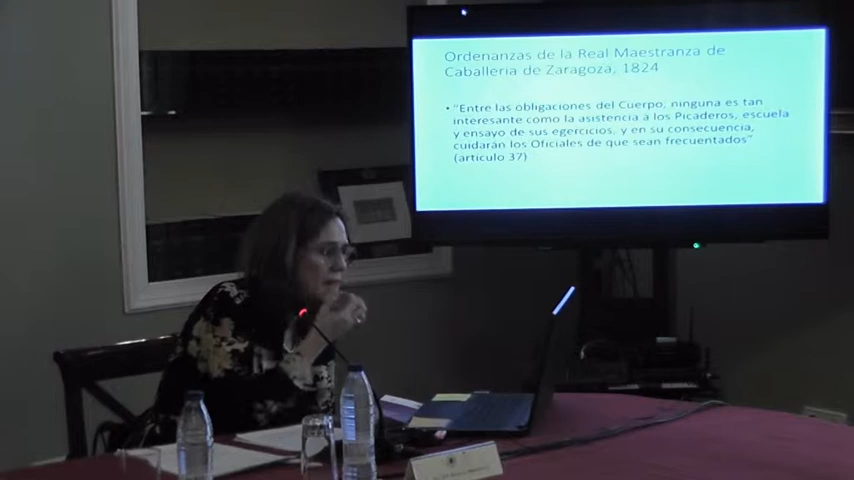 Ordenanzas de la Real Maestranza de
Caballeria de Zaragoza, 1824
• "Entre las obligaciones del Cuerpo, ninguna es tan
interesante como la asistencia a los Picaderos, escuela
y ensayo de sus egercicios, y en su consecuencia,
cuidarán los Oficiales de que sean frecuentados"
(articulo 37)